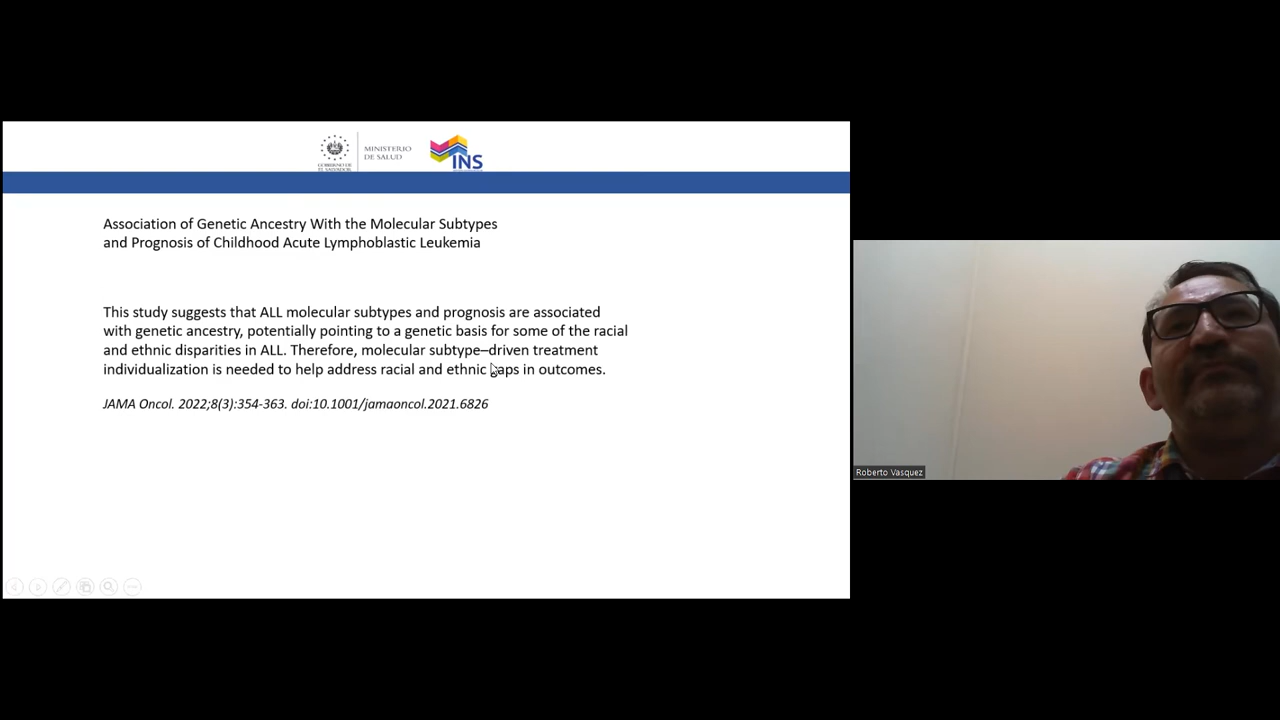 GOBIERNO DE
EL SALVADOR
MINISTERIO
DE SALUD
INS
Association of Genetic Ancestry With the Molecular Subtypes
and Prognosis of Childhood Acute Lymphoblastic Leukemia
This study suggests that ALL molecular subtypes and prognosis are associated
with genetic ancestry, potentially pointing to a genetic basis for some of the racial
and ethnic disparities in ALL. Therefore, molecular subtype–driven treatment
individualization is needed to help address racial and ethnic gaps in outcomes.
JAMA Oncol. 2022;8(3):354-363. doi:10.1001/jamaoncol.2021.6826
Roberto Vasquez